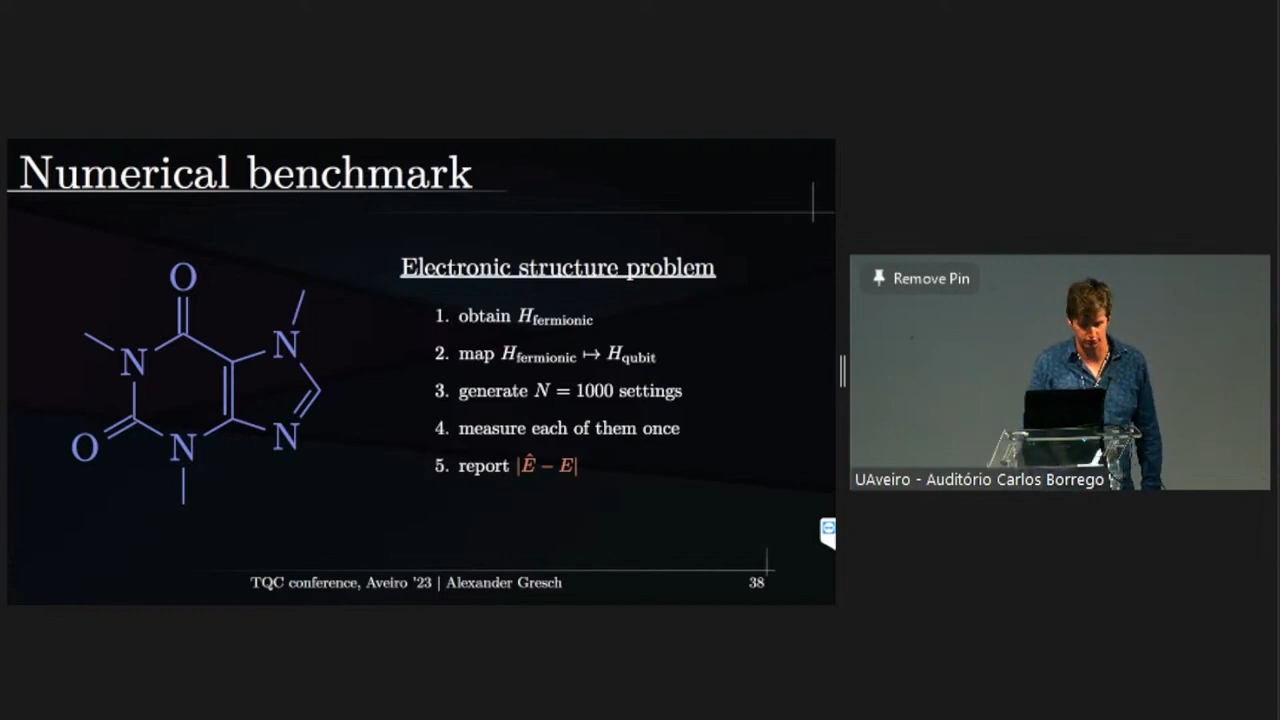 Numerical benchmark
O
N
N
O
N
N
Electronic structure problem
1. obtain H_fermionic
2. map H_fermionic ↦ H_qubit
3. generate N = 1000 settings
4. measure each of them once
5. report |Ê − E|
TQC conference, Aveiro '23 | Alexander Gresch
38
Remove Pin
UAveiro - Auditório Carlos Borrego